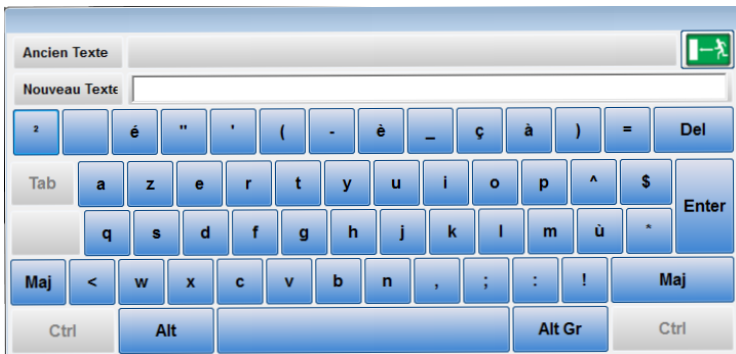 Ancien Texte
Nouveau Texte
² é " ' ( - è _ ç à ) = Del
Tab a z e r t y u i o p ^ $
Enter
q s d f g h j k l m ù *
Maj < w x c v b n , ; : ! Maj
Ctrl Alt Alt Gr Ctrl